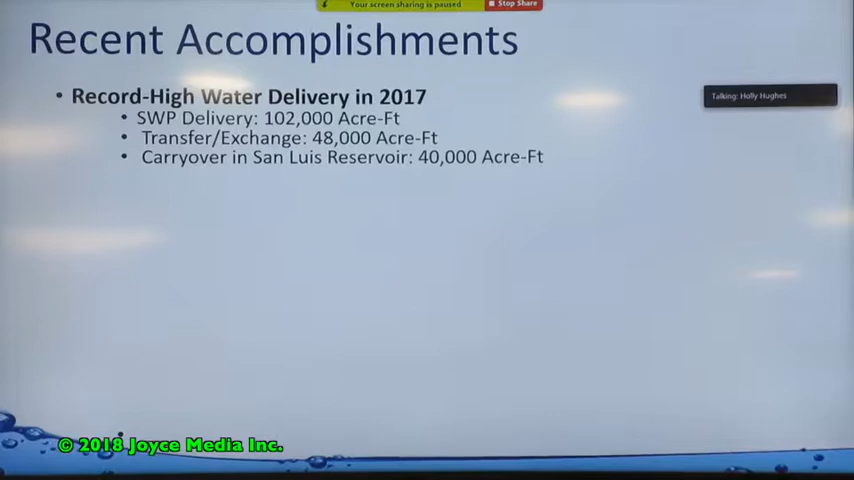 Your screen sharing is paused
Stop Share
Recent Accomplishments
• Record-High Water Delivery in 2017
Talking: Holly Hughes
• SWP Delivery: 102,000 Acre-Ft
• Transfer/Exchange: 48,000 Acre-Ft
• Carryover in San Luis Reservoir: 40,000 Acre-Ft
© 2018 Joyce Media Inc.